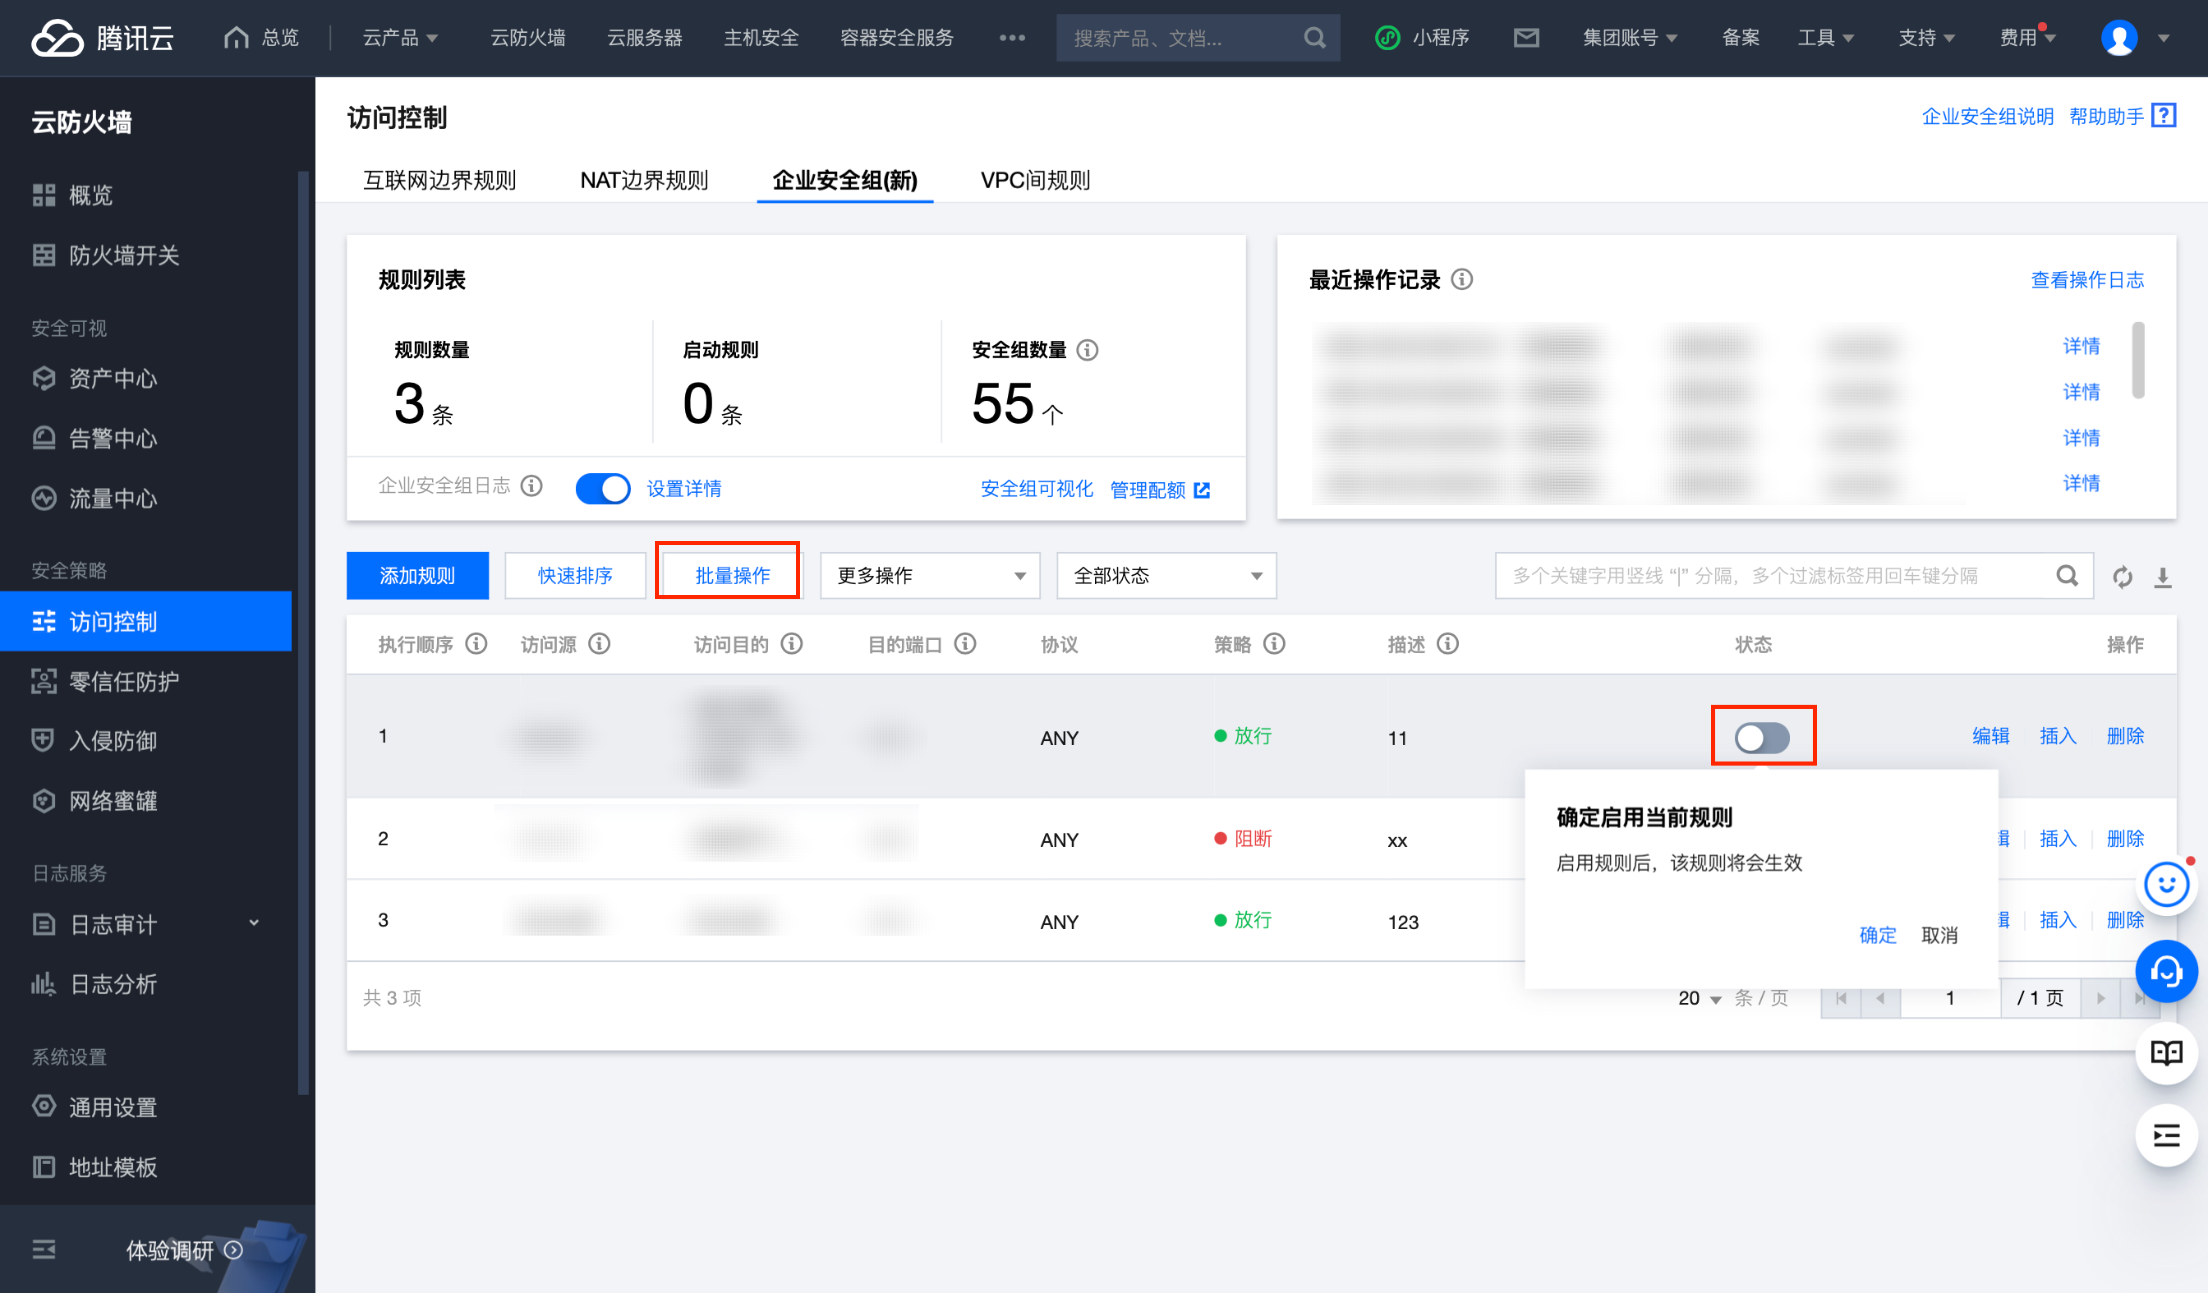 腾讯云 总览 云产品 云防火墙 云服务器 主机安全 容器安全服务 ••• 搜索产品、文档... 小程序 集团账号 备案 工具 支持 费用
云防火墙
概览
防火墙开关
安全可视
资产中心
告警中心
流量中心
安全策略
访问控制
零信任防护
入侵防御
网络蜜罐
日志服务
日志审计
日志分析
系统设置
通用设置
地址模板
体验调研
访问控制
企业安全组说明 帮助助手
互联网边界规则 NAT边界规则 企业安全组(新) VPC间规则
规则列表
规则数量 启动规则 安全组数量
3 条 0 条 55 个
企业安全组日志 设置详情 安全组可视化 管理配额
最近操作记录 查看操作日志
详情
详情
详情
详情
添加规则 快速排序 批量操作 更多操作 全部状态 多个关键字用竖线 “|” 分隔，多个过滤标签用回车键分隔
执行顺序 访问源 访问目的 目的端口 协议 策略 描述 状态 操作
1 ANY 放行 11 编辑 插入 删除
2 ANY 阻断 xx 辑 插入 删除
3 ANY 放行 123 辑 插入 删除
确定启用当前规则
启用规则后，该规则将会生效
确定 取消
共 3 项 20 条 / 页 1 / 1 页